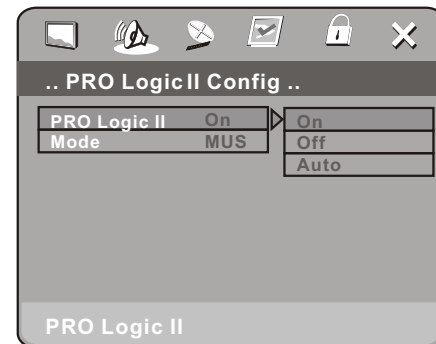 .. PRO Logic II Config ..
PRO Logic II On On
Mode MUS Off
Auto
PRO Logic II